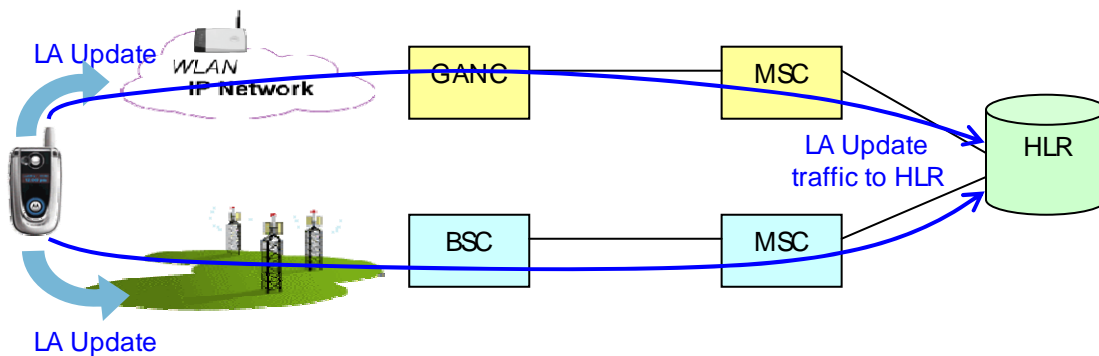 LA Update
WLAN
IP Network
GANC
MSC
HLR
LA Update
traffic to HLR
BSC
MSC
LA Update